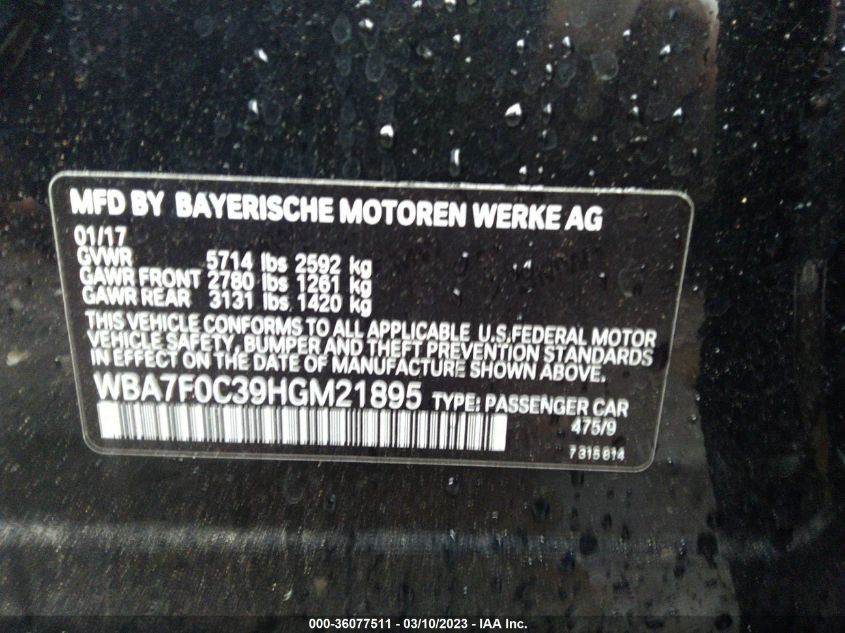 MFD BY BAYERISCHE MOTOREN WERKE AG
01/17
GVWR 5714 lbs 2592 kg
GAWR FRONT 2780 lbs 1261 kg
GAWR REAR 3131 lbs 1420 kg
THIS VEHICLE CONFORMS TO ALL APPLICABLE U.S.FEDERAL MOTOR
VEHICLE SAFETY, BUMPER AND THEFT PREVENTION STANDARDS
IN EFFECT ON THE DATE OF MANUFACTURE SHOWN ABOVE.
WBA7F0C39HGM21895 TYPE: PASSENGER CAR
475/9
7 315 814
000-36077511 - 03/10/2023 - IAA Inc.